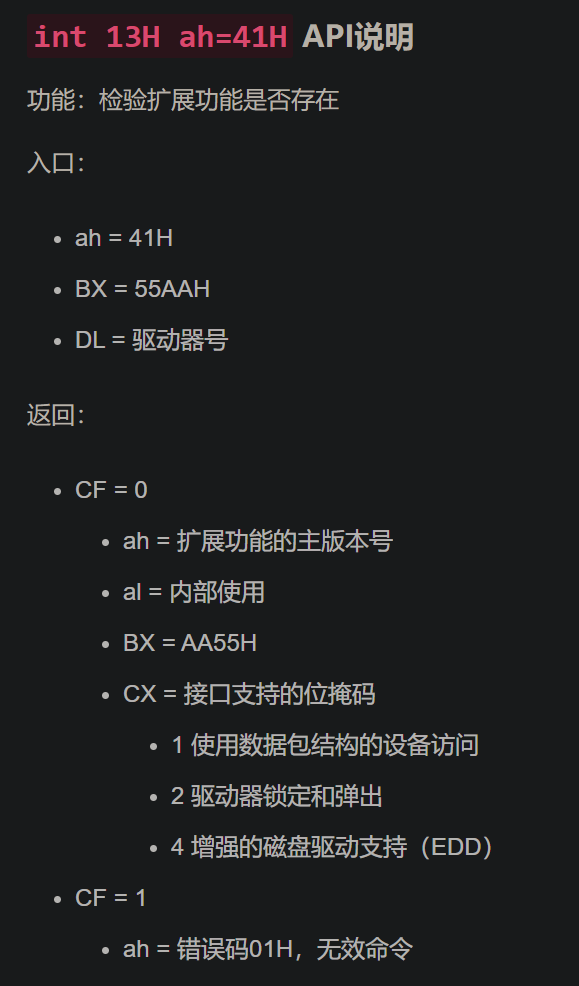 int 13H ah=41H API说明
功能：检验扩展功能是否存在
入口：
ah = 41H
BX = 55AAH
DL = 驱动器号
返回：
CF = 0
ah = 扩展功能的主版本号
al = 内部使用
BX = AA55H
CX = 接口支持的位掩码
1 使用数据包结构的设备访问
2 驱动器锁定和弹出
4 增强的磁盘驱动支持（EDD）
CF = 1
ah = 错误码01H，无效命令